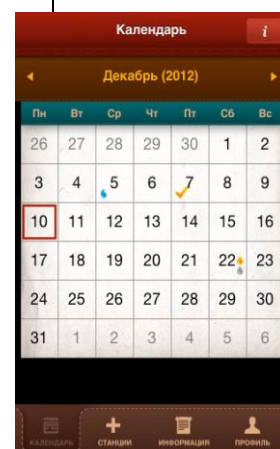 Календарь i
Декабрь (2012)
Пн Вт Ср Чт Пт Сб Вс
26 27 28 29 30 1 2
3 4 5 6 7 8 9
10 11 12 13 14 15 16
17 18 19 20 21 22 23
24 25 26 27 28 29 30
31 1 2 3 4 5 6
КАЛЕНДАРЬ СТАНЦИИ ИНФОРМАЦИЯ ПРОФИЛЬ